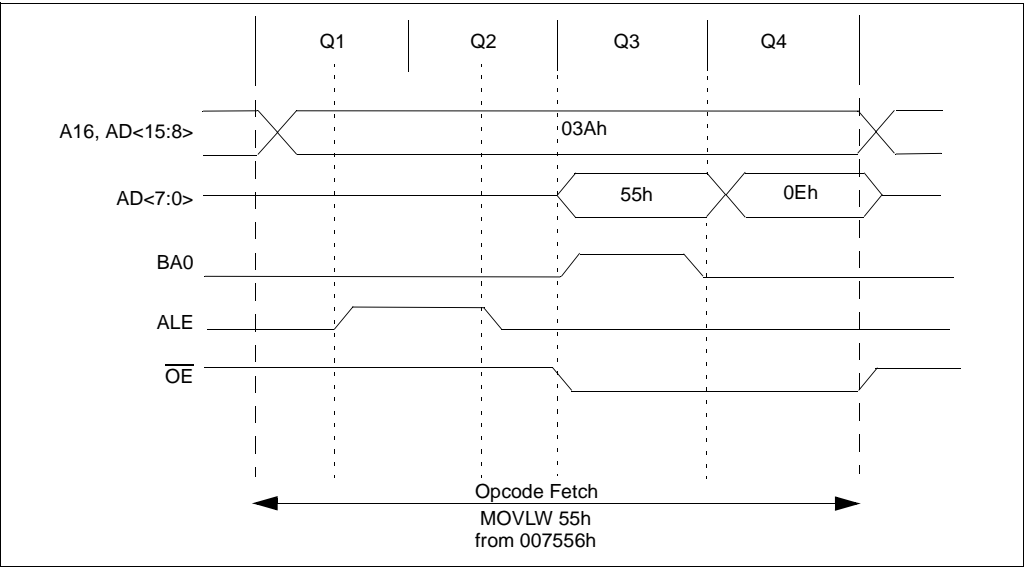 Q1 Q2 Q3 Q4
A16, AD<15:8> 03Ah
AD<7:0> 55h 0Eh
BA0
ALE
OE
Opcode Fetch
MOVLW 55h
from 007556h